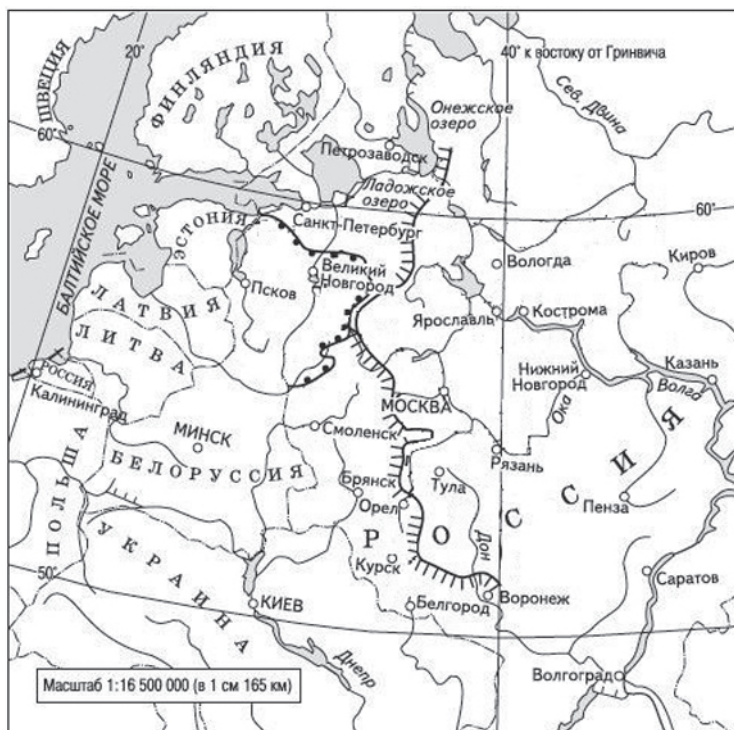 20°
40° к востоку от Гринвича
ШВЕЦИЯ
ФИНЛЯНДИЯ
Сев. Двина
Онежское
озеро
60°
Петрозаводск
Ладожское
озеро
БАЛТИЙСКОЕ МОРЕ
Санкт-Петербург
60°
ЭСТОНИЯ
Вологда
Киров
Великий
Новгород
Псков
ЛАТВИЯ
Ярославль
Кострома
ЛИТВА
Нижний
Новгород
Казань
Волга
РОССИЯ
Калининград
МОСКВА
Ока
Смоленск
МИНСК
Рязань
БЕЛОРУССИЯ
ПОЛЬША
Брянск
Тула
Орел
Пенза
РОССИЯ
Дон
УКРАИНА
Курск
50°
Саратов
Воронеж
КИЕВ
Белгород
Днепр
Волгоград
Масштаб 1:16 500 000 (в 1 см 165 км)